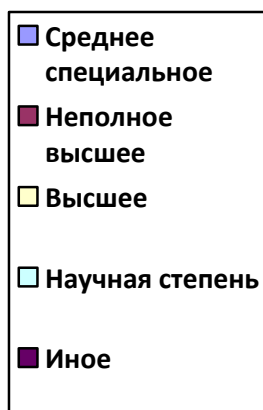 Среднее
специальное
Неполное
высшее
Высшее
Научная степень
Иное